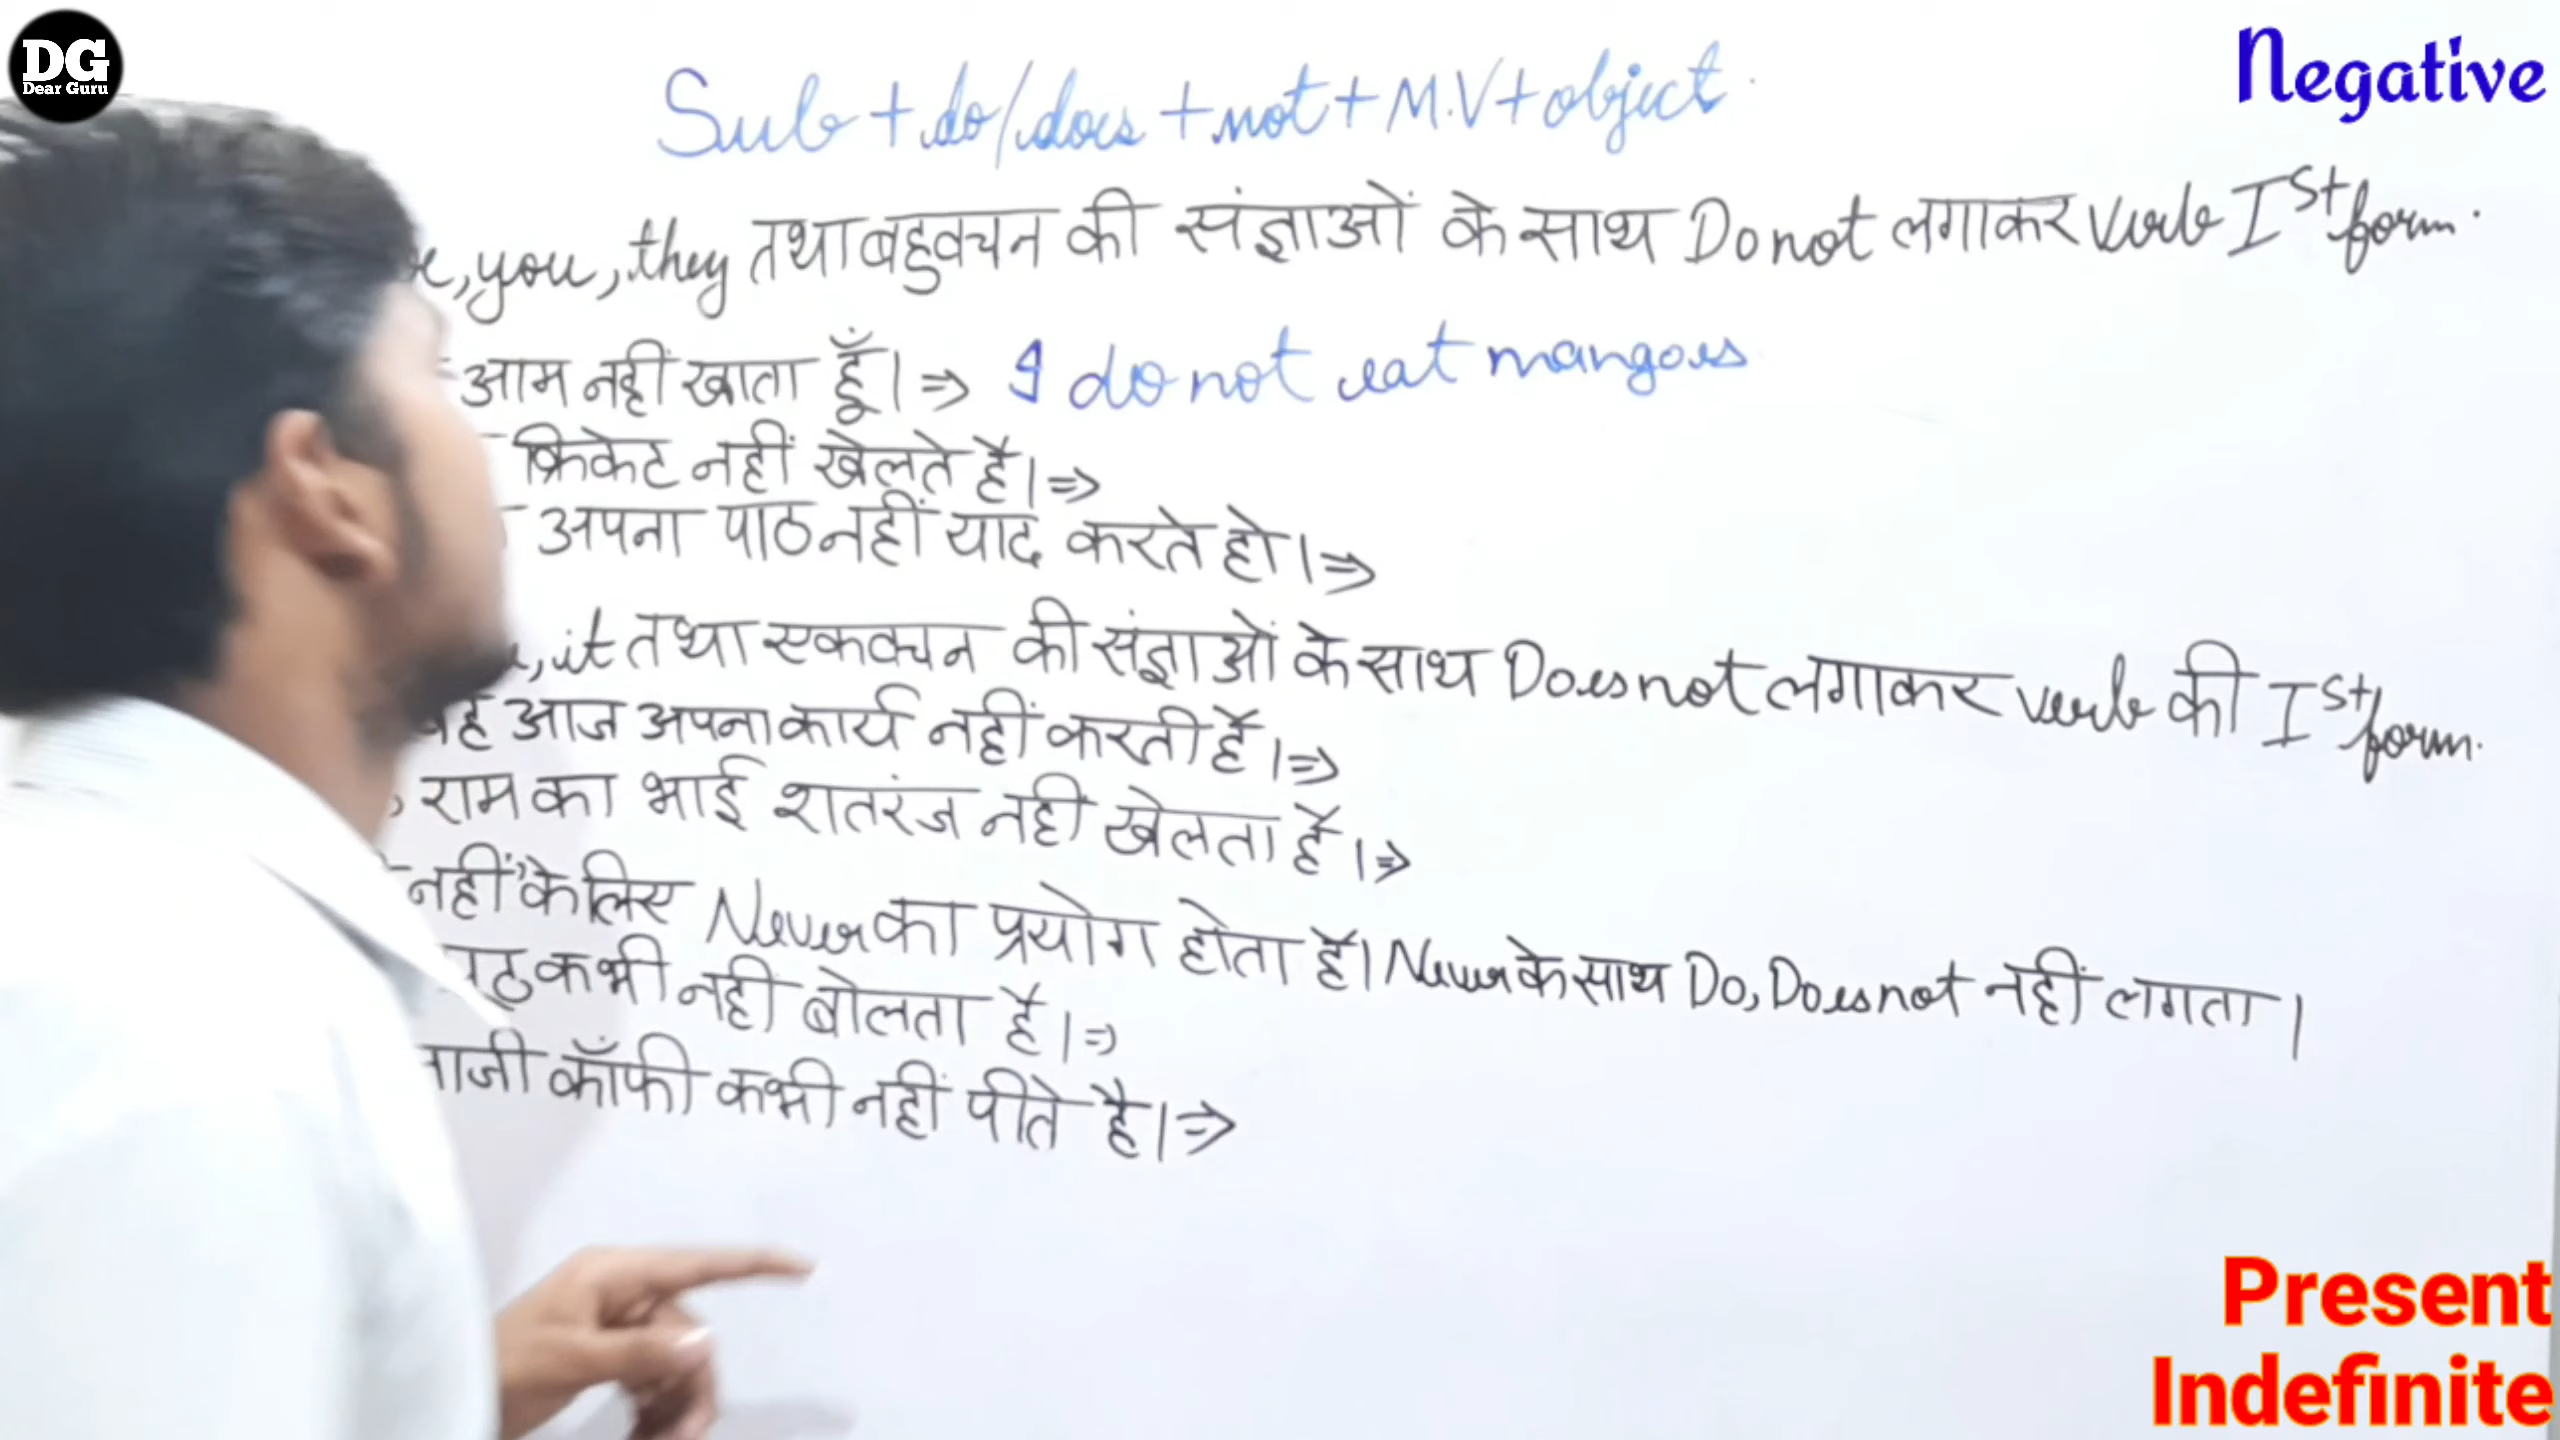 DG
Dear Guru
Negative
Sub + do/does + not + M.V + object.
you, they तथा बहुवचन की संज्ञाओं के साथ Do not लगाकर Verb Ist form.
आम नहीं खाता हूँ। ⇒ I do not eat mangoes
क्रिकेट नहीं खेलते है। ⇒
अपना पाठ नहीं याद करते हो। ⇒
it तथा एकवचन की संज्ञाओं के साथ Does not लगाकर verb की Ist form.
वह आज अपना कार्य नहीं करती है। ⇒
राम का भाई शतरंज नही खेलता है। ⇒
नहीं" के लिए Never का प्रयोग होता है। Never के साथ Do, Does not नहीं लगता।
कभी नही बोलता है। ⇒
कॉफी कभी नहीं पीते है। ⇒
Present
Indefinite